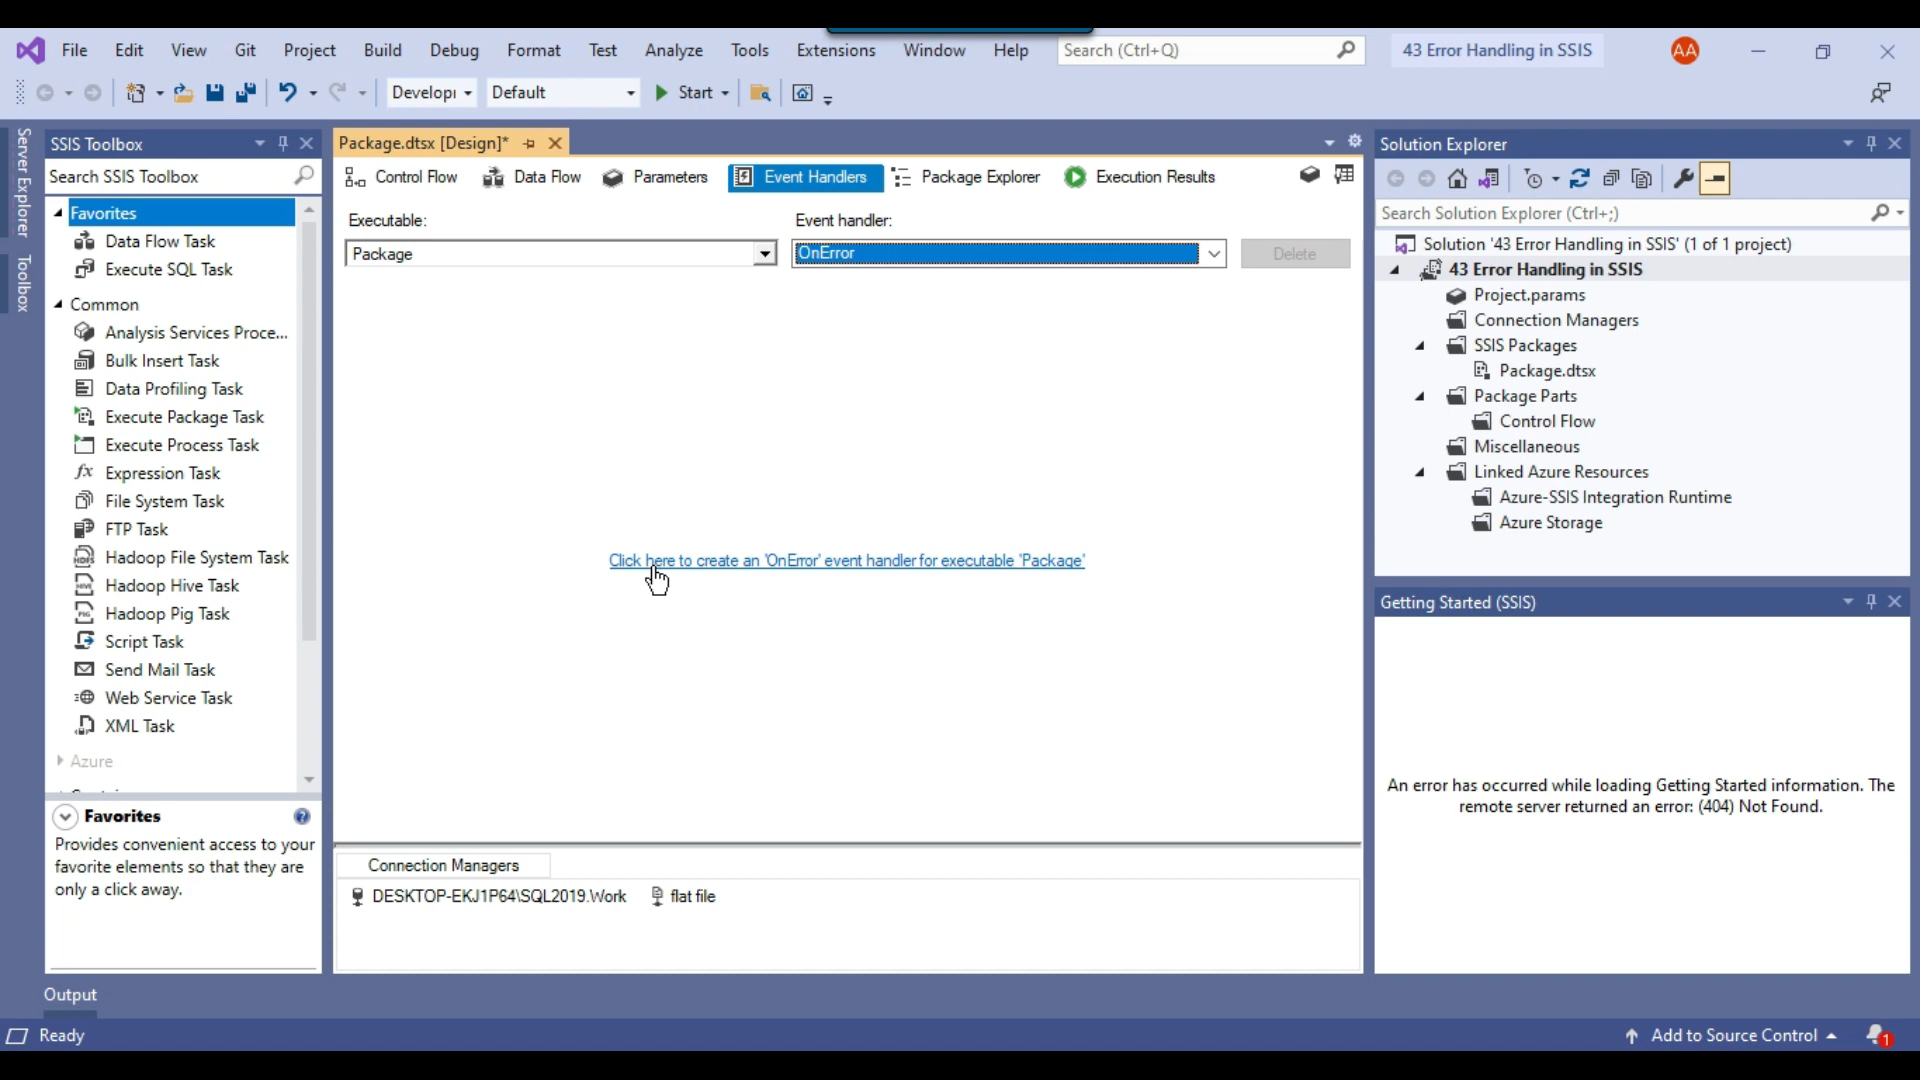 File Edit View Git Project Build Debug Format Test Analyze Tools Extensions Window Help Search (Ctrl+Q) 43 Error Handling in SSIS AA
Default Start
Server Explorer
Toolbox
SSIS Toolbox
Search SSIS Toolbox
Favorites
Data Flow Task
Execute SQL Task
Common
Analysis Services Proce...
Bulk Insert Task
Data Profiling Task
Execute Package Task
Execute Process Task
Expression Task
File System Task
FTP Task
Hadoop File System Task
Hadoop Hive Task
Hadoop Pig Task
Script Task
Send Mail Task
Web Service Task
XML Task
Azure
Favorites
Provides convenient access to your
favorite elements so that they are
only a click away.
Package.dtsx [Design]*
Control Flow Data Flow Parameters Event Handlers Package Explorer Execution Results
Executable: Event handler:
Package OnError Delete
Click here to create an 'OnError' event handler for executable 'Package'
Connection Managers
DESKTOP-EKJ1P64\SQL2019.Work flat file
Solution Explorer
Search Solution Explorer (Ctrl+;)
Solution '43 Error Handling in SSIS' (1 of 1 project)
43 Error Handling in SSIS
Project.params
Connection Managers
SSIS Packages
Package.dtsx
Package Parts
Control Flow
Miscellaneous
Linked Azure Resources
Azure-SSIS Integration Runtime
Azure Storage
Getting Started (SSIS)
An error has occurred while loading Getting Started information. The
remote server returned an error: (404) Not Found.
Output
Ready Add to Source Control 1